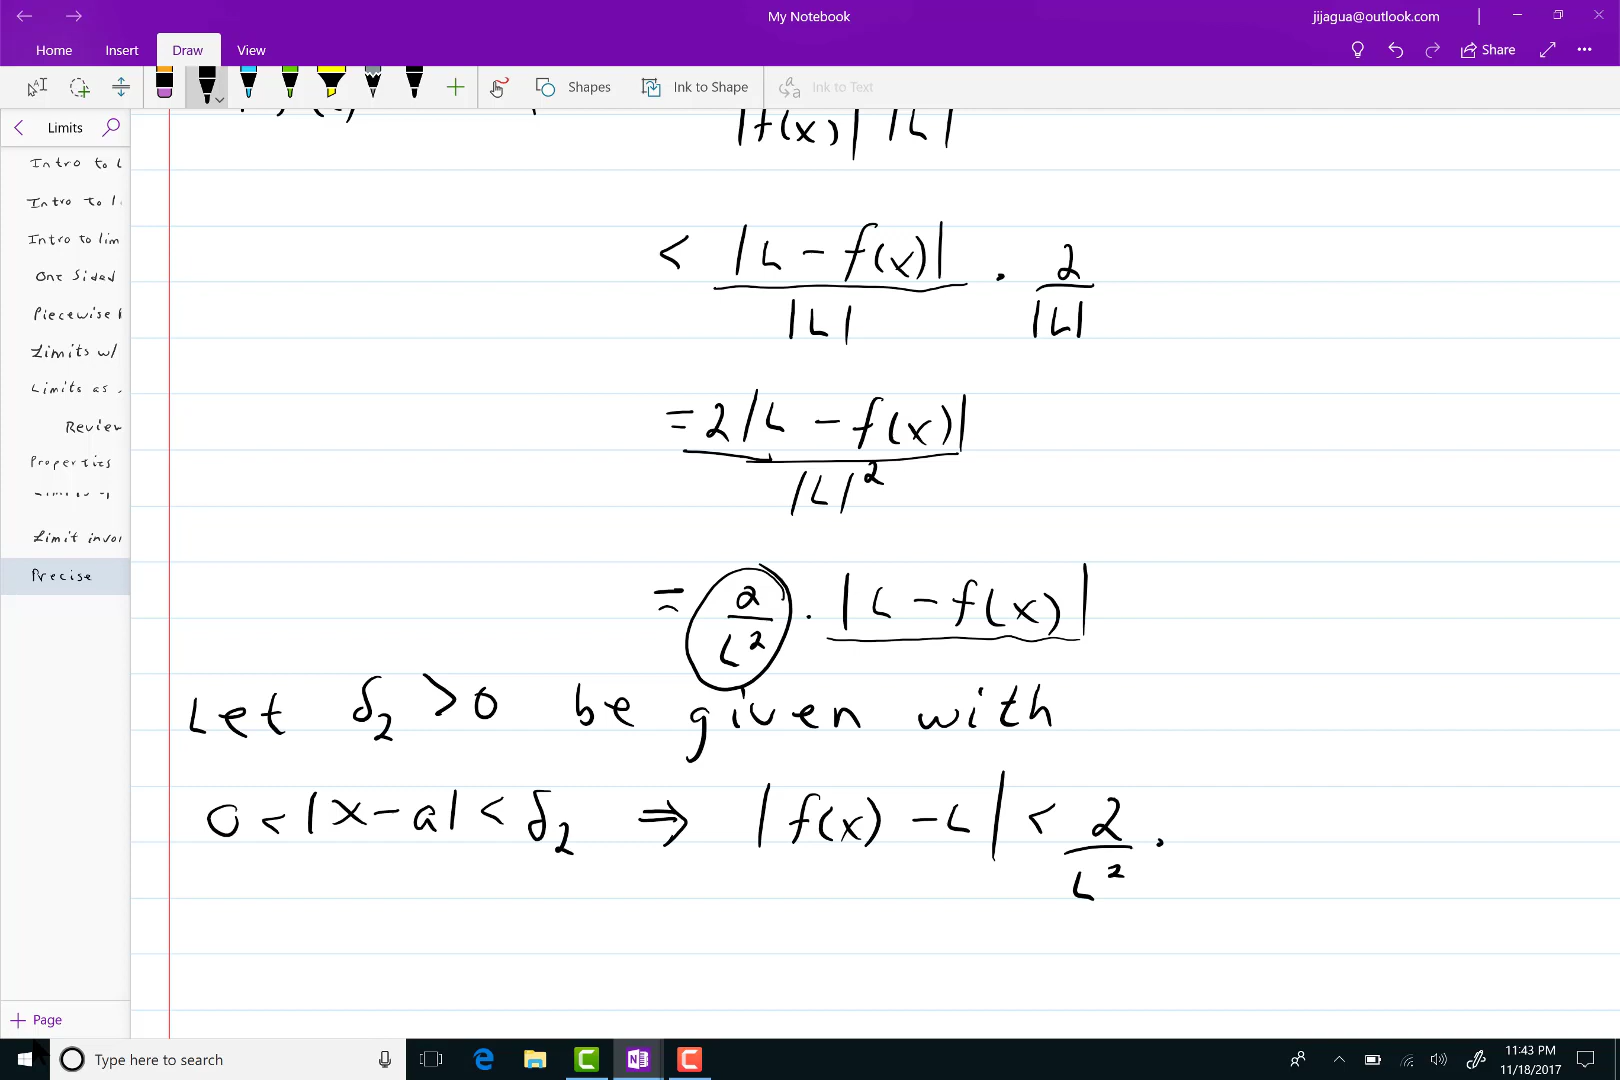 My Notebook
jijagua@outlook.com
Home Insert Draw View
Share
Shapes Ink to Shape Ink to Text
Limits
Intro to L
Intro to l
Intro to lim
One Sided
Piecewise
Limits w/
Limits as
Review
Properties
Limit invol
Precise
|f(x)| |L|
< |L - f(x)| / |L| · 2 / |L|
= 2|L - f(x)| / |L|²
= 2 / L² · |L - f(x)|
Let δ₂ > 0 be given with
0 < |x - a| < δ₂ ⇒ |f(x) - L| < 2 / L² .
+ Page
Type here to search
11:43 PM
11/18/2017